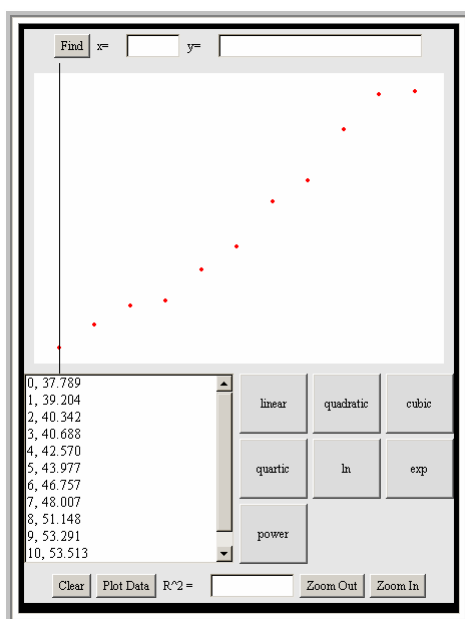 Find x= y=
0, 37.789
1, 39.204
2, 40.342
3, 40.688
4, 42.570
5, 43.977
6, 46.757
7, 48.007
8, 51.148
9, 53.291
10, 53.513
linear quadratic cubic
quartic ln exp
power
Clear Plot Data R^2 = Zoom Out Zoom In